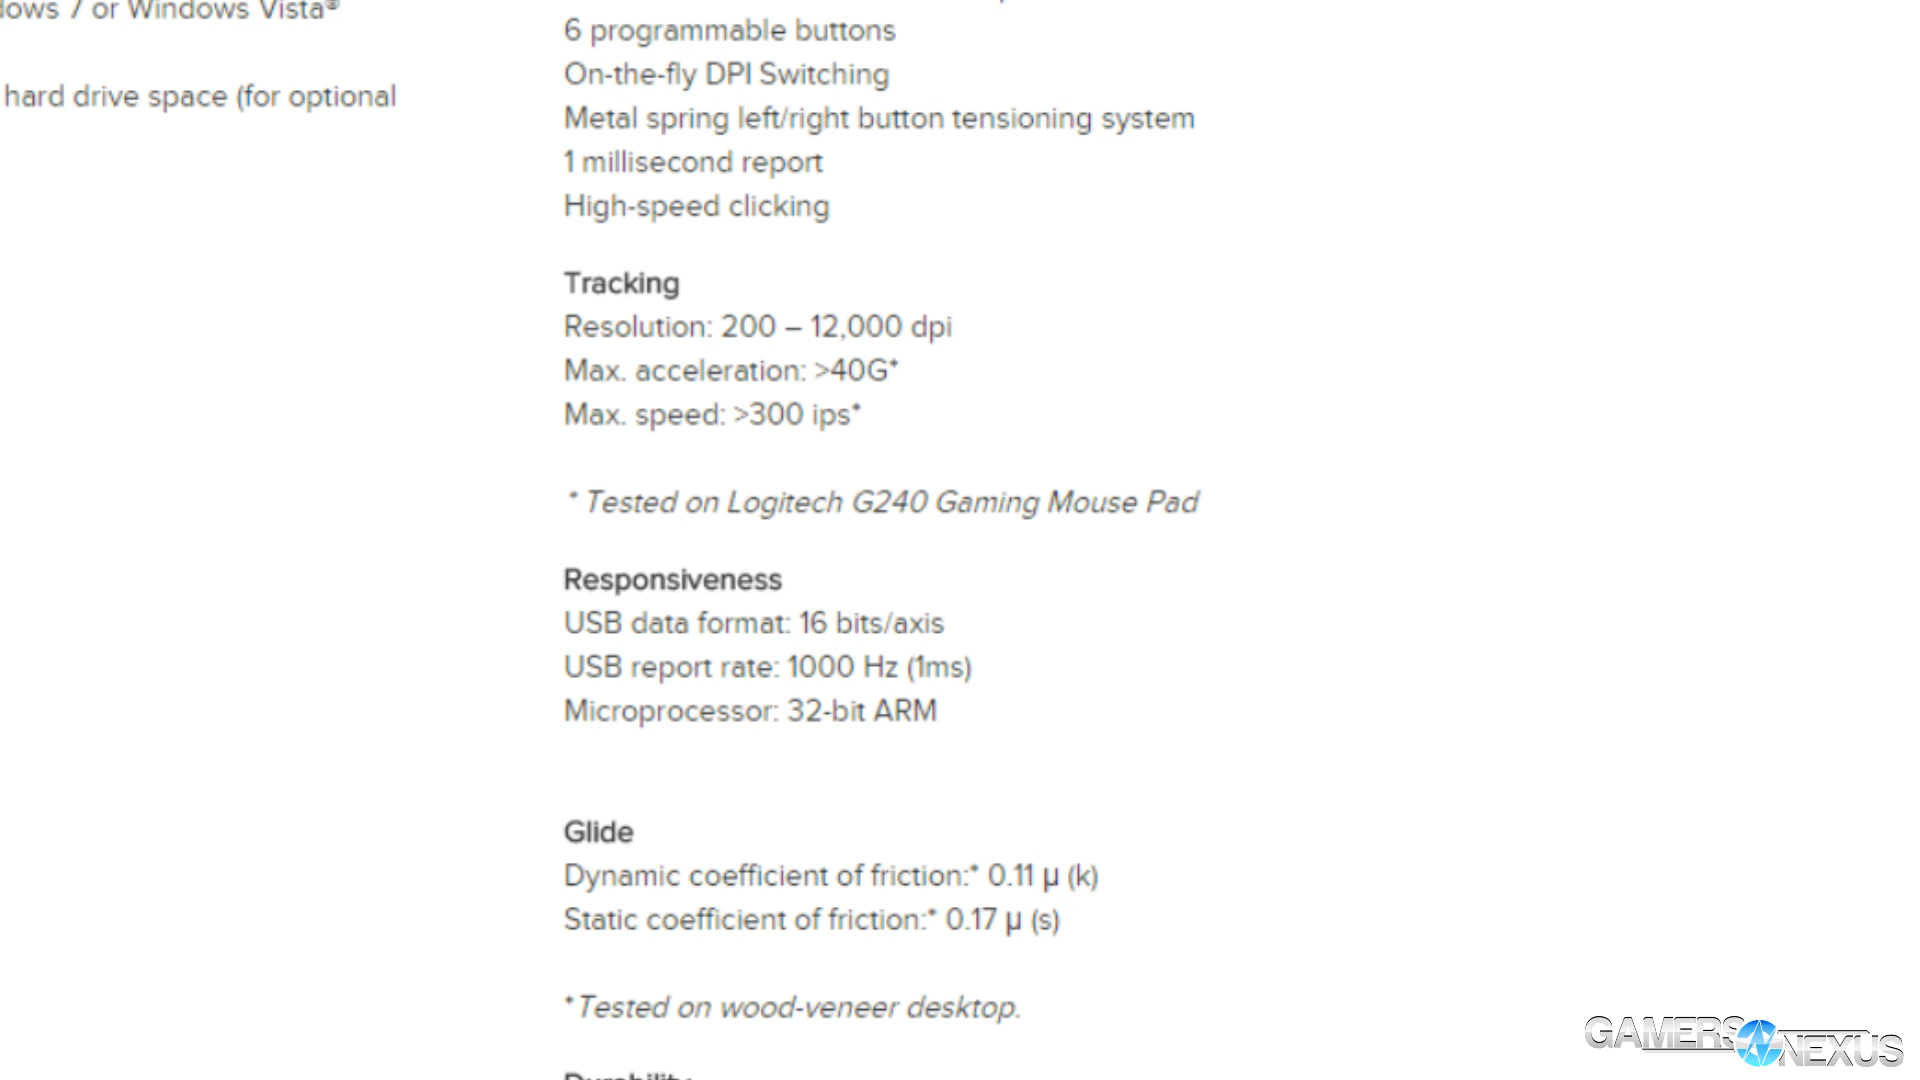 dows 7 or Windows Vista®
hard drive space (for optional
6 programmable buttons
On-the-fly DPI Switching
Metal spring left/right button tensioning system
1 millisecond report
High-speed clicking
Tracking
Resolution: 200 – 12,000 dpi
Max. acceleration: >40G*
Max. speed: >300 ips*
* Tested on Logitech G240 Gaming Mouse Pad
Responsiveness
USB data format: 16 bits/axis
USB report rate: 1000 Hz (1ms)
Microprocessor: 32-bit ARM
Glide
Dynamic coefficient of friction:* 0.11 μ (k)
Static coefficient of friction:* 0.17 μ (s)
*Tested on wood-veneer desktop.
Durability
GAMERS NEXUS